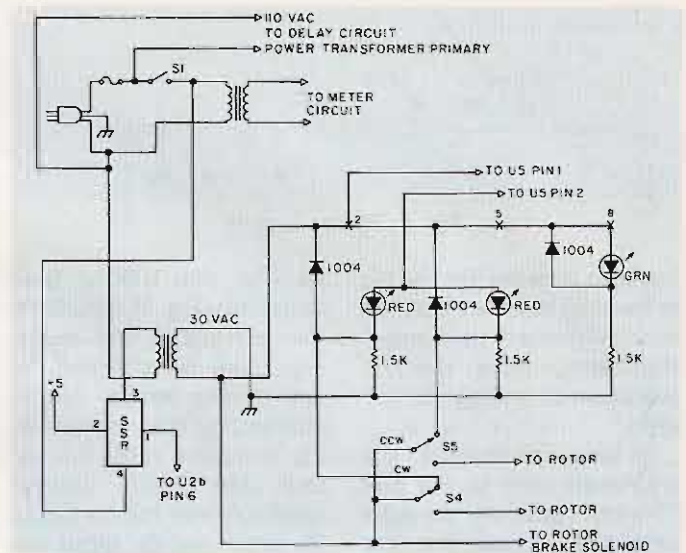 110 VAC
TO DELAY CIRCUIT
POWER TRANSFORMER PRIMARY
S1
TO METER
CIRCUIT
TO U5 PIN 1
TO U5 PIN 2
2
5
8
1004
1004
GRN
RED
1004
RED
30 VAC
1.5K
1.5K
1.5K
+5
3
2
SSR
1
4
TO U2b
PIN 6
CCW
S5
CW
TO ROTOR
S4
TO ROTOR
TO ROTOR
BRAKE SOLENOID